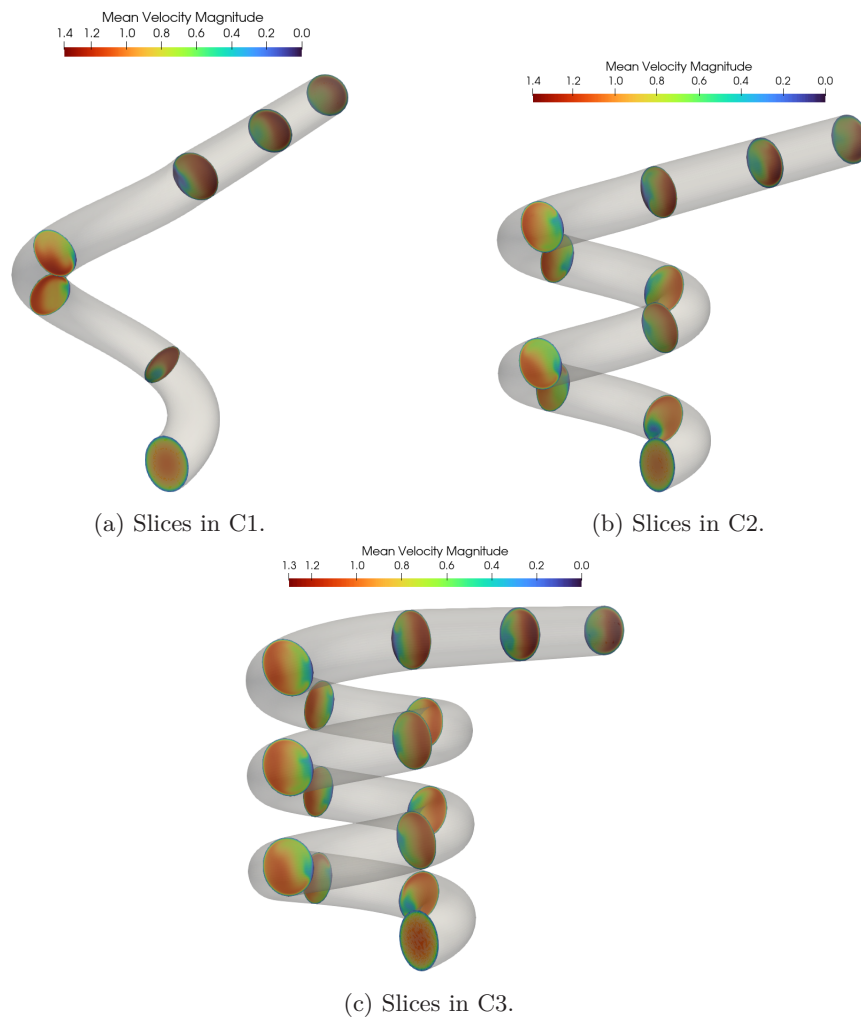 Mean Velocity Magnitude
1.4 1.2 1.0 0.8 0.6 0.4 0.2 0.0
Mean Velocity Magnitude
1.4 1.2 1.0 0.8 0.6 0.4 0.2 0.0
(a) Slices in C1.
(b) Slices in C2.
Mean Velocity Magnitude
1.3 1.2 1.0 0.8 0.6 0.4 0.2 0.0
(c) Slices in C3.